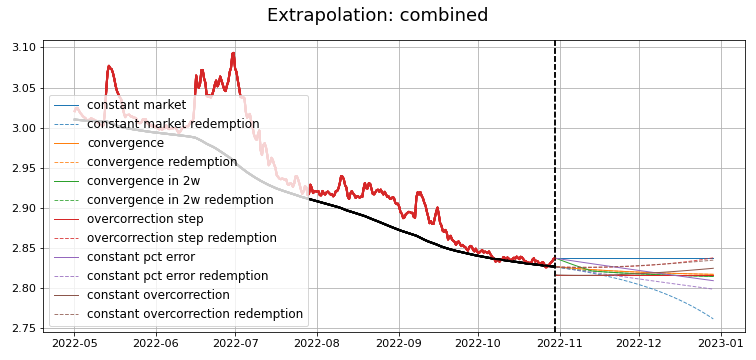 Extrapolation: combined
3.10
3.05
3.00
2.95
2.90
2.85
2.80
2.75
constant market
constant market redemption
convergence
convergence redemption
convergence in 2w
convergence in 2w redemption
overcorrection step
overcorrection step redemption
constant pct error
constant pct error redemption
constant overcorrection
constant overcorrection redemption
2022-05 2022-06 2022-07 2022-08 2022-09 2022-10 2022-11 2022-12 2023-01